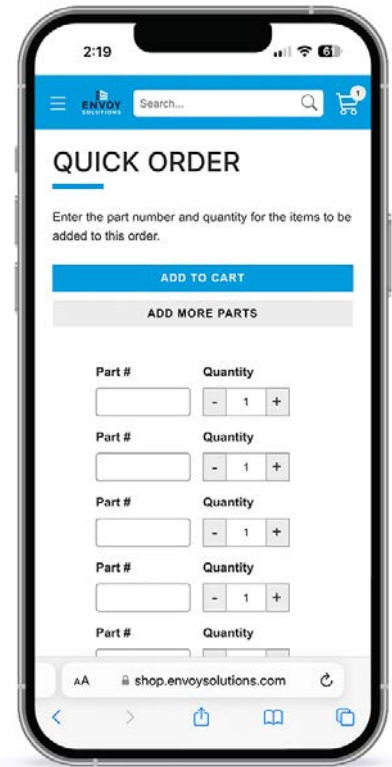 2:19
6
ENVOY
SOLUTIONS
Search...
1
QUICK ORDER
Enter the part number and quantity for the items to be
added to this order.
ADD TO CART
ADD MORE PARTS
Part # Quantity
- 1 +
Part # Quantity
- 1 +
Part # Quantity
- 1 +
Part # Quantity
- 1 +
Part # Quantity
AA shop.envoysolutions.com